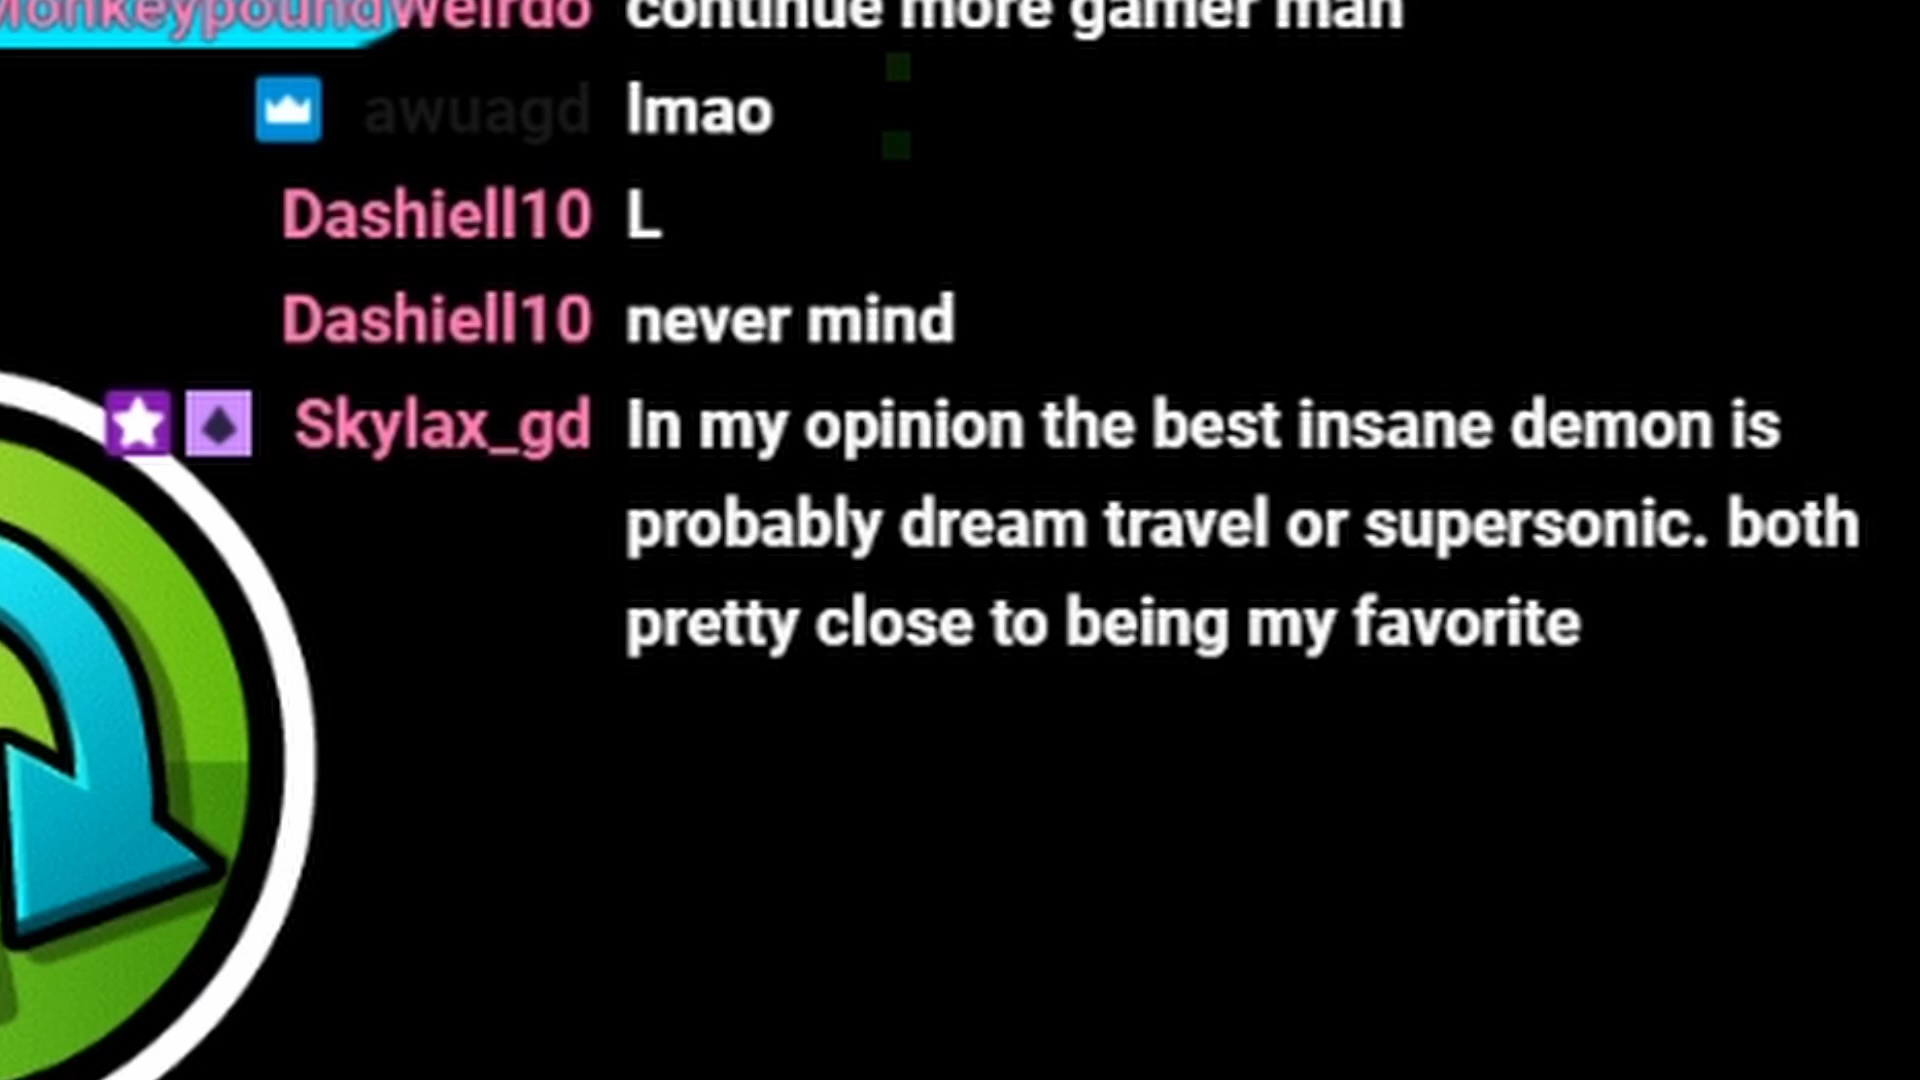 MonkeypoundWeirdo continue more gamer man
awuagd lmao
Dashiell10 L
Dashiell10 never mind
Skylax_gd In my opinion the best insane demon is
probably dream travel or supersonic. both
pretty close to being my favorite